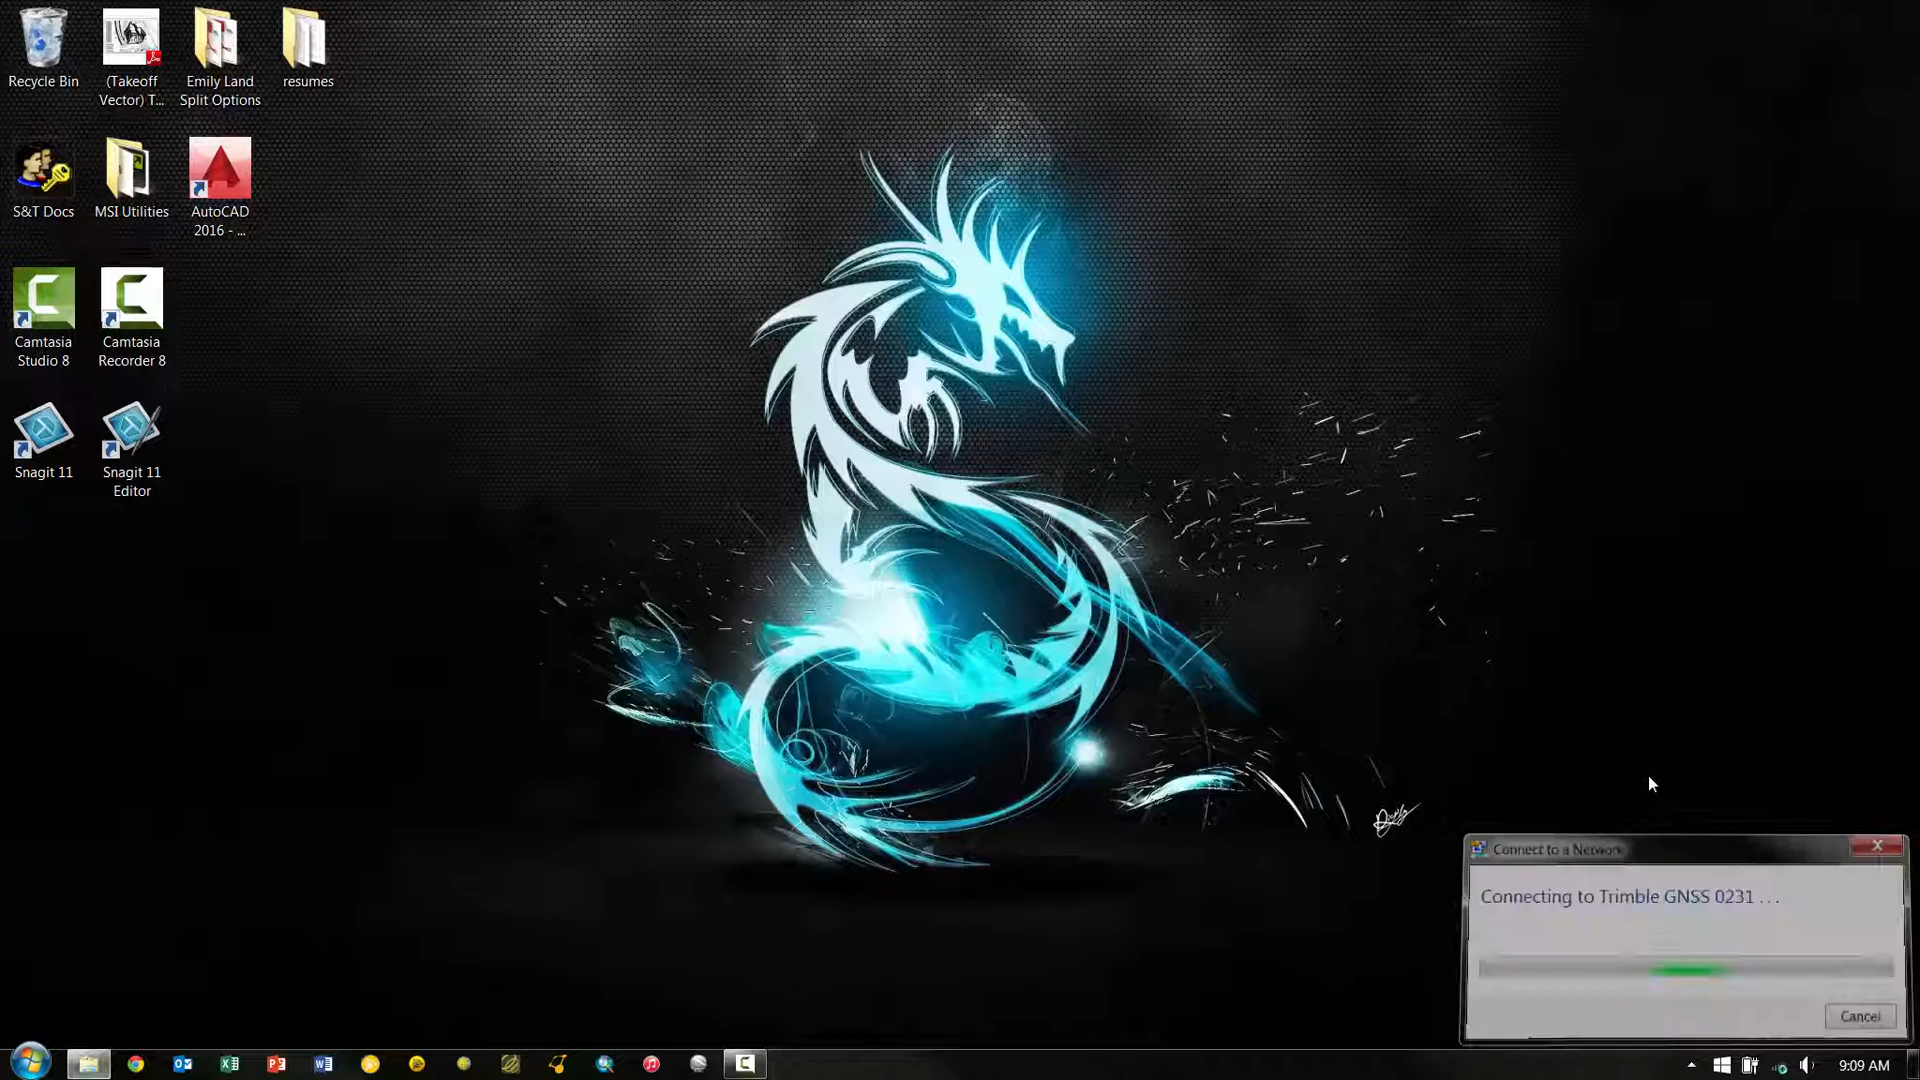 Recycle Bin
(Takeoff
Vector) T...
Emily Land
Split Options
resumes
S&T Docs
MSI Utilities
AutoCAD
2016 - ...
Camtasia
Studio 8
Camtasia
Recorder 8
Snagit 11
Snagit 11
Editor
Connect to a Network
Connecting to Trimble GNSS 0231 . . .
Cancel
9:09 AM